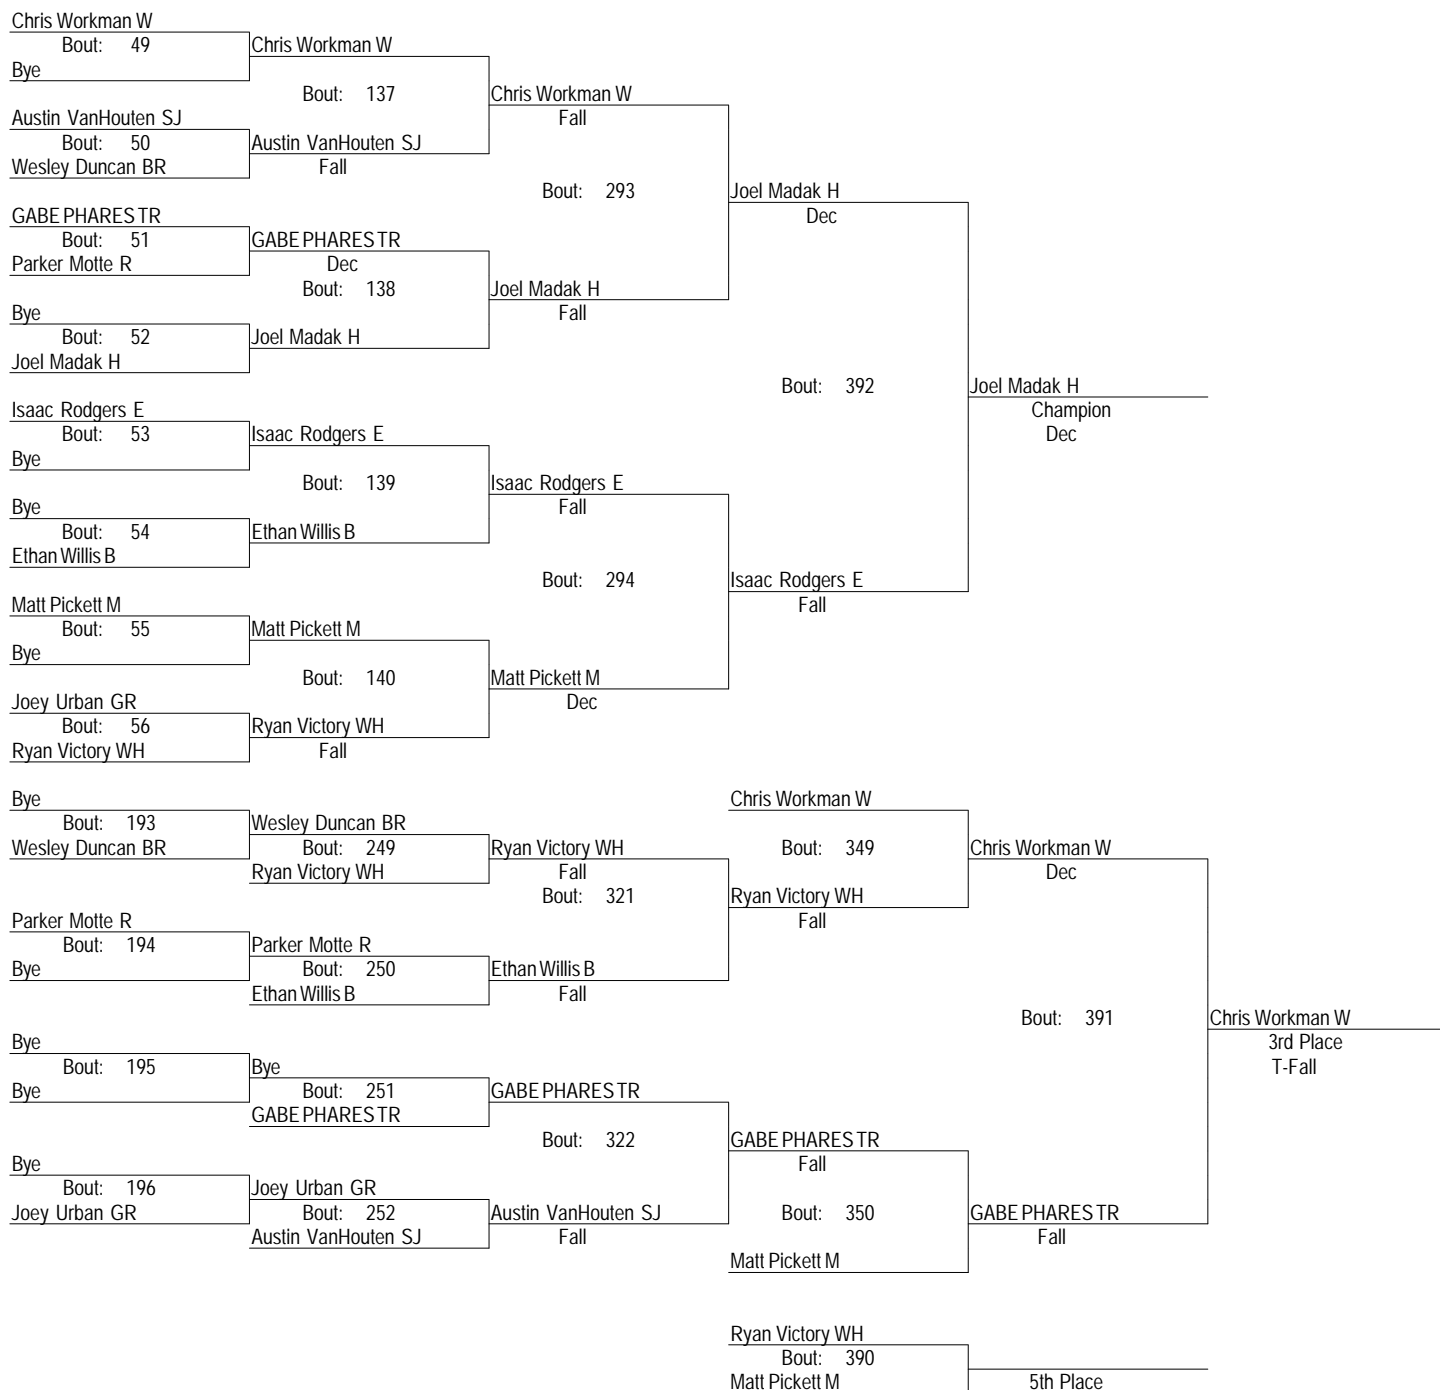 Chris Workman W
Bout: 49
Bye
Chris Workman W
Bout: 137
Austin VanHouten SJ
Bout: 50
Wesley Duncan BR
Austin VanHouten SJ
Fall
Chris Workman W
Fall
Bout: 293
GABE PHARES TR
Bout: 51
Parker Motte R
GABE PHARES TR
Dec
Bout: 138
Bye
Bout: 52
Joel Madak H
Joel Madak H
Joel Madak H
Fall
Joel Madak H
Dec
Bout: 392
Joel Madak H
Champion
Dec
Isaac Rodgers E
Bout: 53
Bye
Isaac Rodgers E
Bout: 139
Bye
Bout: 54
Ethan Willis B
Ethan Willis B
Isaac Rodgers E
Fall
Bout: 294
Isaac Rodgers E
Fall
Matt Pickett M
Bout: 55
Bye
Matt Pickett M
Bout: 140
Joey Urban GR
Bout: 56
Ryan Victory WH
Ryan Victory WH
Fall
Matt Pickett M
Dec
Bye
Bout: 193
Wesley Duncan BR
Wesley Duncan BR
Bout: 249
Ryan Victory WH
Ryan Victory WH
Fall
Bout: 321
Parker Motte R
Bout: 194
Bye
Parker Motte R
Bout: 250
Ethan Willis B
Ethan Willis B
Fall
Chris Workman W
Bout: 349
Ryan Victory WH
Fall
Chris Workman W
Dec
Bout: 391
Chris Workman W
3rd Place
T-Fall
Bye
Bout: 195
Bye
Bye
Bout: 251
GABE PHARES TR
GABE PHARES TR
Bout: 322
Bye
Bout: 196
Joey Urban GR
Joey Urban GR
Bout: 252
Austin VanHouten SJ
Austin VanHouten SJ
Fall
GABE PHARES TR
Fall
Bout: 350
Matt Pickett M
GABE PHARES TR
Fall
Ryan Victory WH
Bout: 390
Matt Pickett M
5th Place